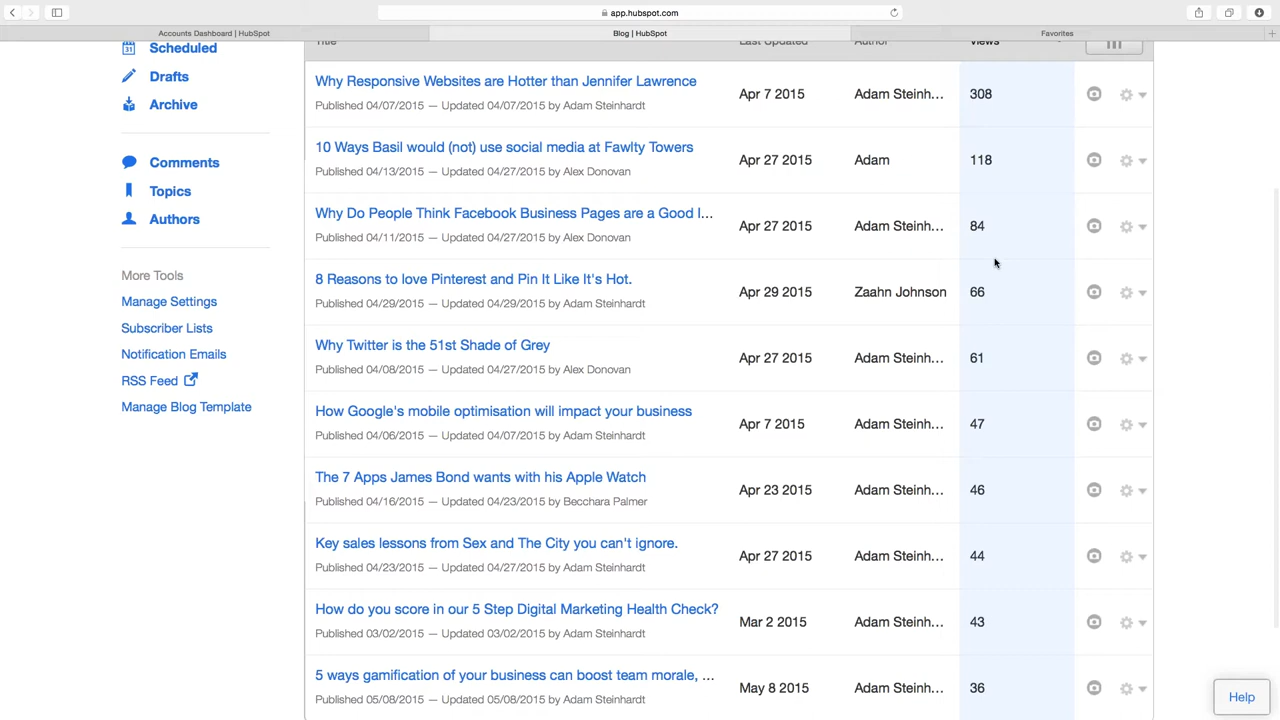 app.hubspot.com
Accounts Dashboard | HubSpot
Blog | HubSpot
Favorites
Scheduled
Drafts
Archive
Comments
Topics
Authors
More Tools
Manage Settings
Subscriber Lists
Notification Emails
RSS Feed
Manage Blog Template
Title Last Updated Author Views
Why Responsive Websites are Hotter than Jennifer Lawrence
Published 04/07/2015 — Updated 04/07/2015 by Adam Steinhardt
Apr 7 2015 Adam Steinh... 308
10 Ways Basil would (not) use social media at Fawlty Towers
Published 04/13/2015 — Updated 04/27/2015 by Alex Donovan
Apr 27 2015 Adam 118
Why Do People Think Facebook Business Pages are a Good I...
Published 04/11/2015 — Updated 04/27/2015 by Alex Donovan
Apr 27 2015 Adam Steinh... 84
8 Reasons to love Pinterest and Pin It Like It's Hot.
Published 04/29/2015 — Updated 04/29/2015 by Adam Steinhardt
Apr 29 2015 Zaahn Johnson 66
Why Twitter is the 51st Shade of Grey
Published 04/08/2015 — Updated 04/27/2015 by Alex Donovan
Apr 27 2015 Adam Steinh... 61
How Google's mobile optimisation will impact your business
Published 04/06/2015 — Updated 04/07/2015 by Adam Steinhardt
Apr 7 2015 Adam Steinh... 47
The 7 Apps James Bond wants with his Apple Watch
Published 04/16/2015 — Updated 04/23/2015 by Becchara Palmer
Apr 23 2015 Adam Steinh... 46
Key sales lessons from Sex and The City you can't ignore.
Published 04/23/2015 — Updated 04/27/2015 by Adam Steinhardt
Apr 27 2015 Adam Steinh... 44
How do you score in our 5 Step Digital Marketing Health Check?
Published 03/02/2015 — Updated 03/02/2015 by Adam Steinhardt
Mar 2 2015 Adam Steinh... 43
5 ways gamification of your business can boost team morale, ...
Published 05/08/2015 — Updated 05/08/2015 by Adam Steinhardt
May 8 2015 Adam Steinh... 36
Help